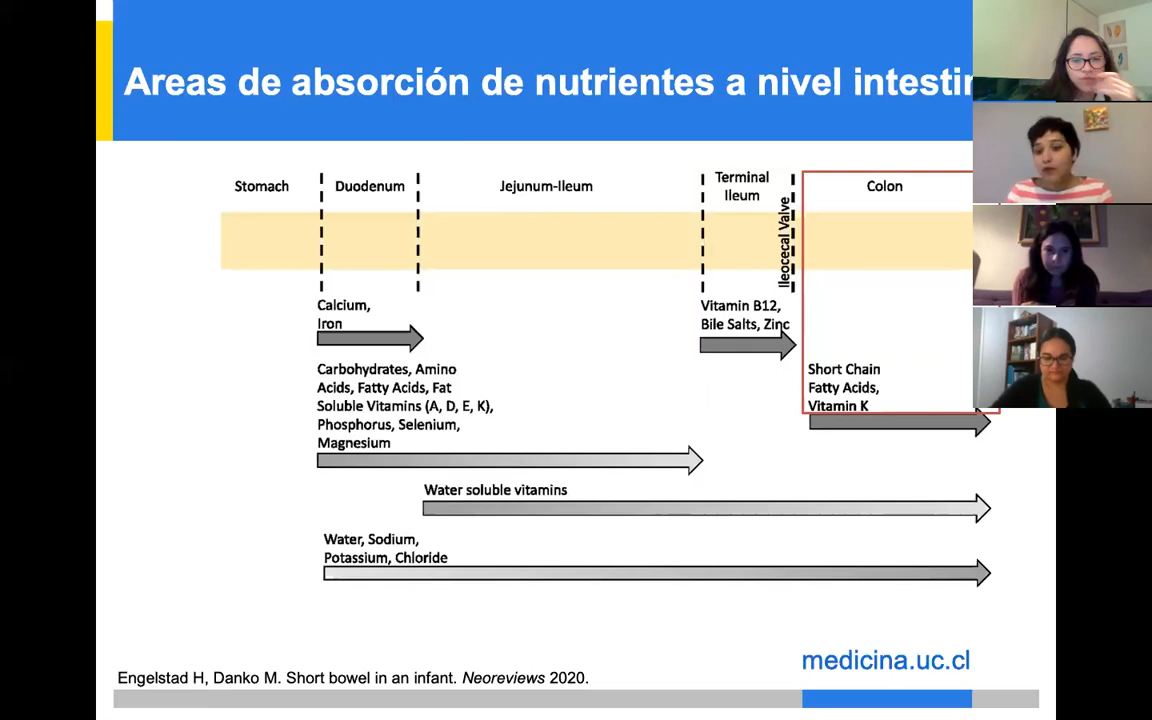 Areas de absorción de nutrientes a nivel intestin
Stomach
Duodenum
Jejunum-Ileum
Terminal
Ileum
Ileocecal Valve
Colon
Calcium,
Iron
Vitamin B12,
Bile Salts, Zinc
Carbohydrates, Amino
Acids, Fatty Acids, Fat
Soluble Vitamins (A, D, E, K),
Phosphorus, Selenium,
Magnesium
Short Chain
Fatty Acids,
Vitamin K
Water soluble vitamins
Water, Sodium,
Potassium, Chloride
medicina.uc.cl
Engelstad H, Danko M. Short bowel in an infant. Neoreviews 2020.